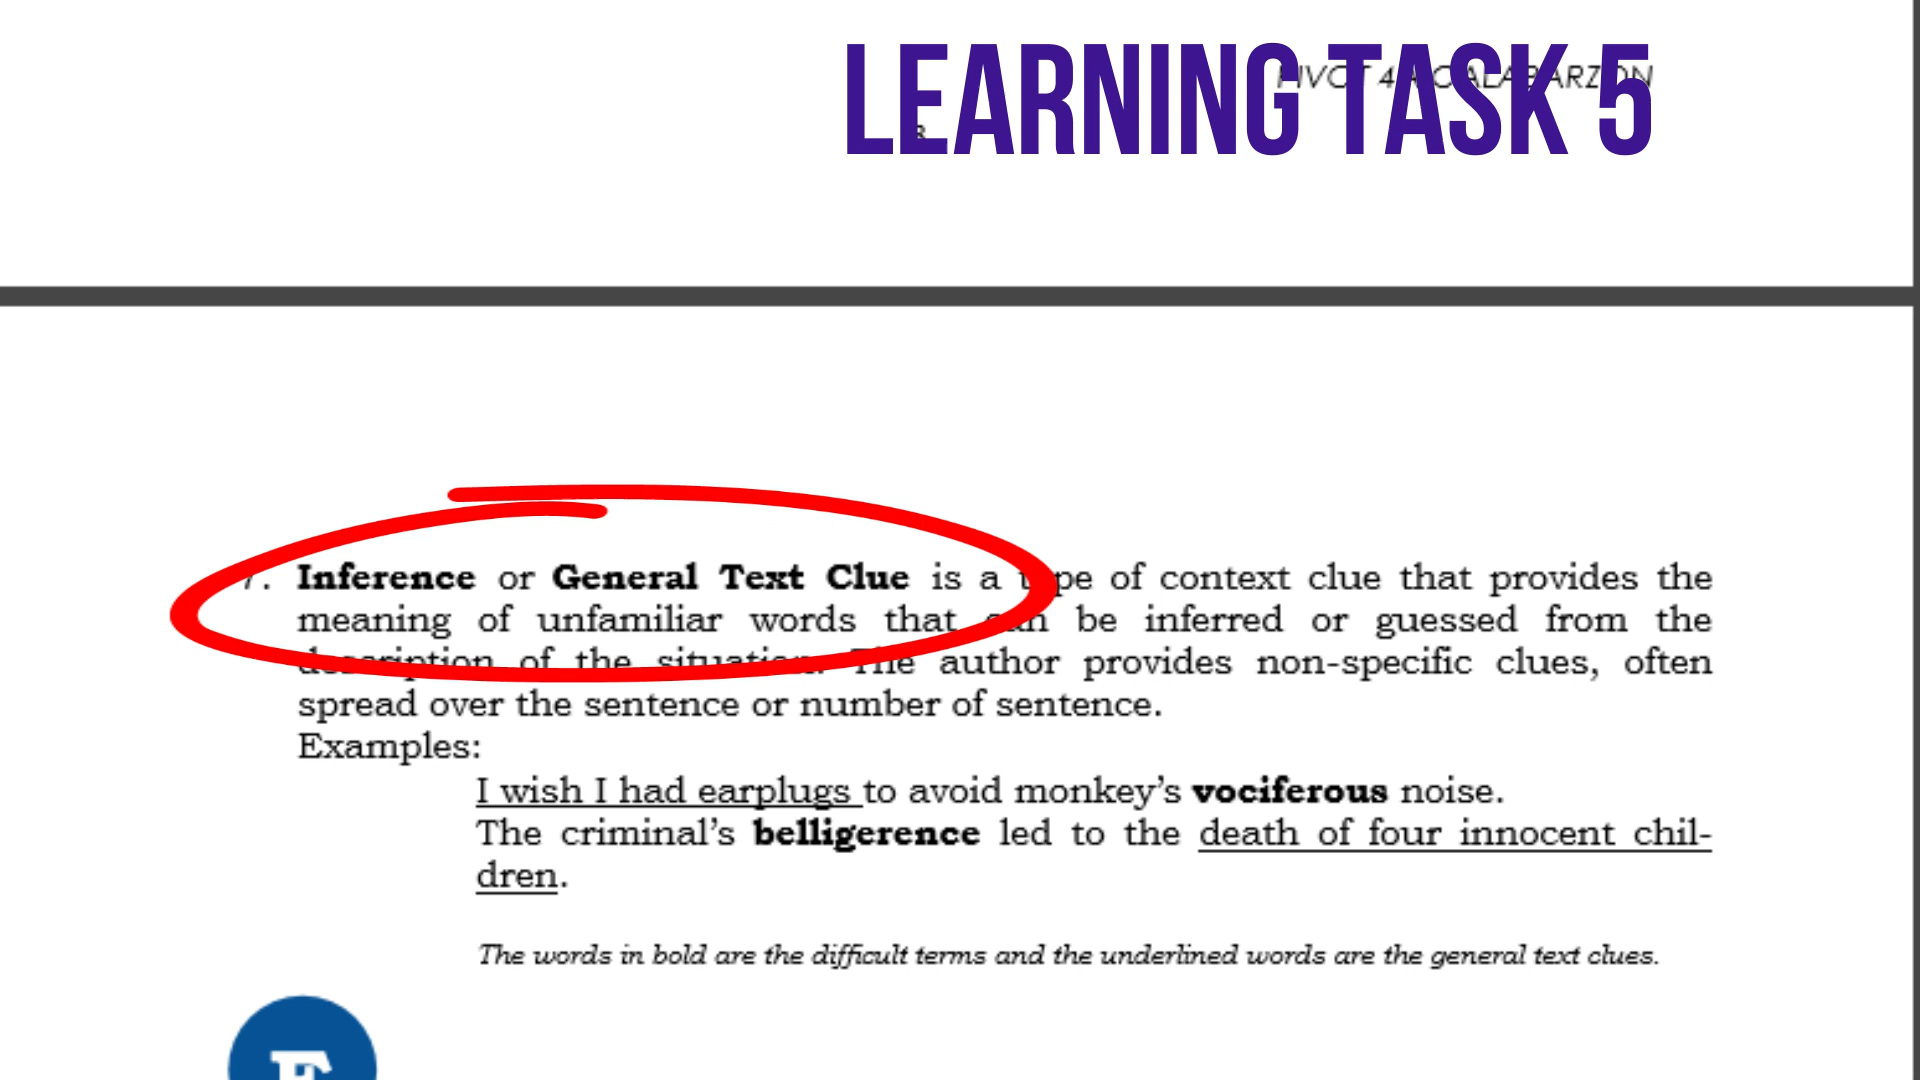 LEARNING TASK 5
PIVOT 4A CALABARZON
8
7. Inference or General Text Clue is a type of context clue that provides the
meaning of unfamiliar words that can be inferred or guessed from the
description of the situation. The author provides non-specific clues, often
spread over the sentence or number of sentence.
Examples:
I wish I had earplugs to avoid monkey’s vociferous noise.
The criminal’s belligerence led to the death of four innocent chil-
dren.
The words in bold are the difficult terms and the underlined words are the general text clues.
E